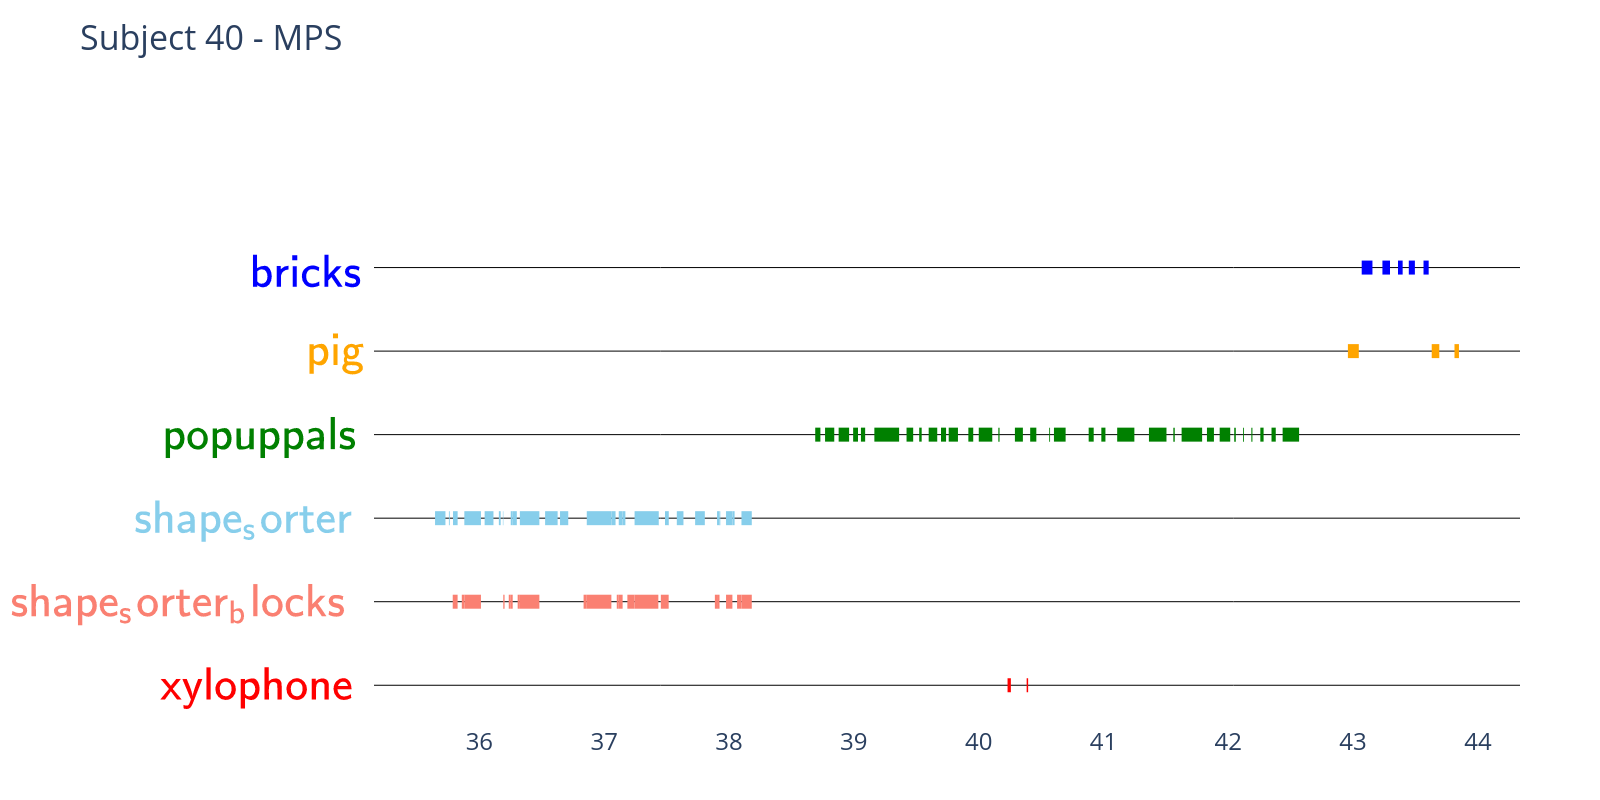 Subject 40 - MPS
bricks
pig
popuppals
shapesorter
shapesorterblocks
xylophone
36 37 38 39 40 41 42 43 44